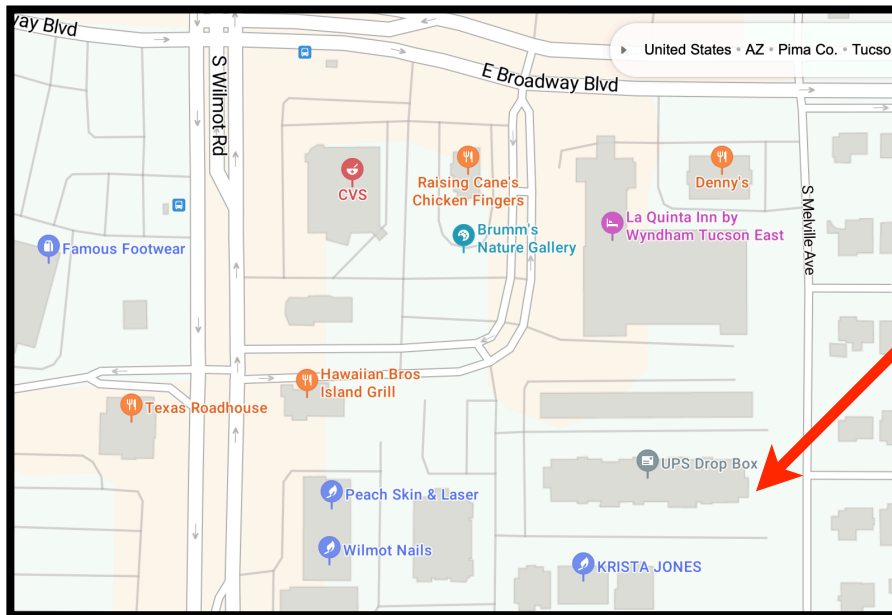 way Blvd
United States • AZ • Pima Co. • Tucso
E Broadway Blvd
S Wilmot Rd
CVS
Raising Cane's
Chicken Fingers
Denny's
Brumm's
Nature Gallery
La Quinta Inn by
Wyndham Tucson East
S Melville Ave
Famous Footwear
Hawaiian Bros
Island Grill
Texas Roadhouse
UPS Drop Box
Peach Skin & Laser
Wilmot Nails
KRISTA JONES